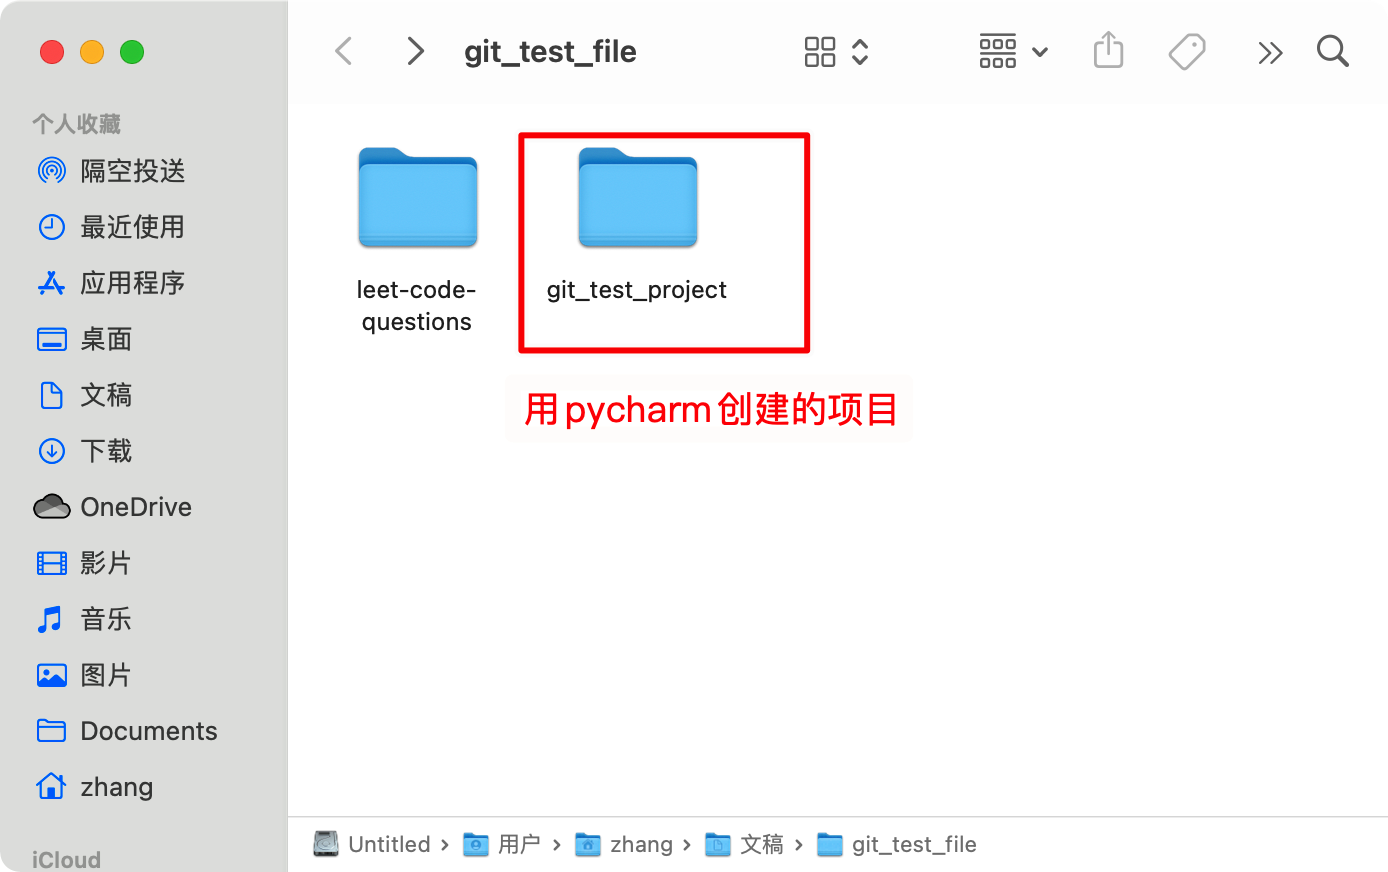 git_test_file
个人收藏
隔空投送
最近使用
应用程序
桌面
文稿
下载
OneDrive
影片
音乐
图片
Documents
zhang
iCloud
leet-code-
questions
git_test_project
用pycharm创建的项目
Untitled › 用户 › zhang › 文稿 › git_test_file